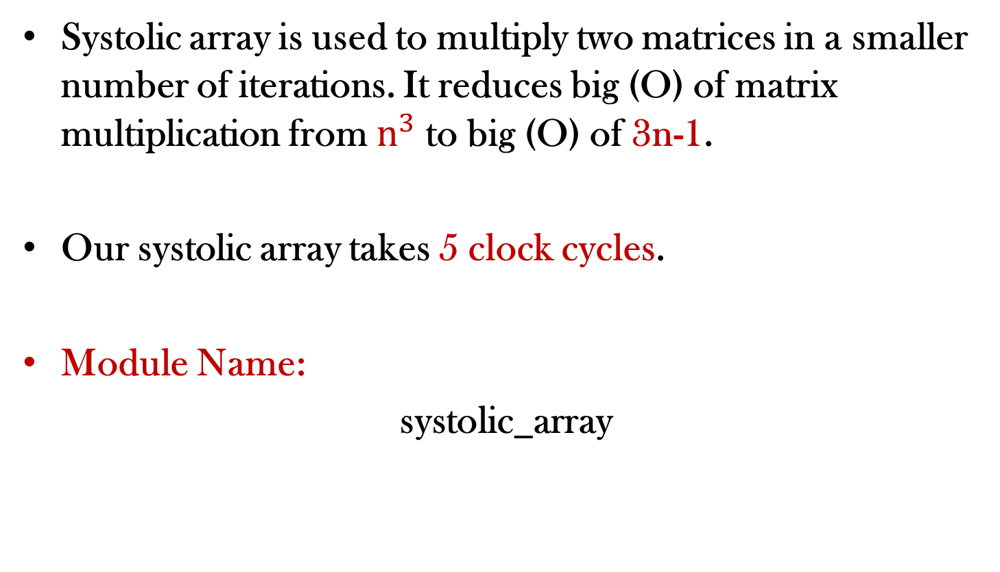 • Systolic array is used to multiply two matrices in a smaller
number of iterations. It reduces big (O) of matrix
multiplication from n³ to big (O) of 3n-1.
• Our systolic array takes 5 clock cycles.
• Module Name:
systolic_array